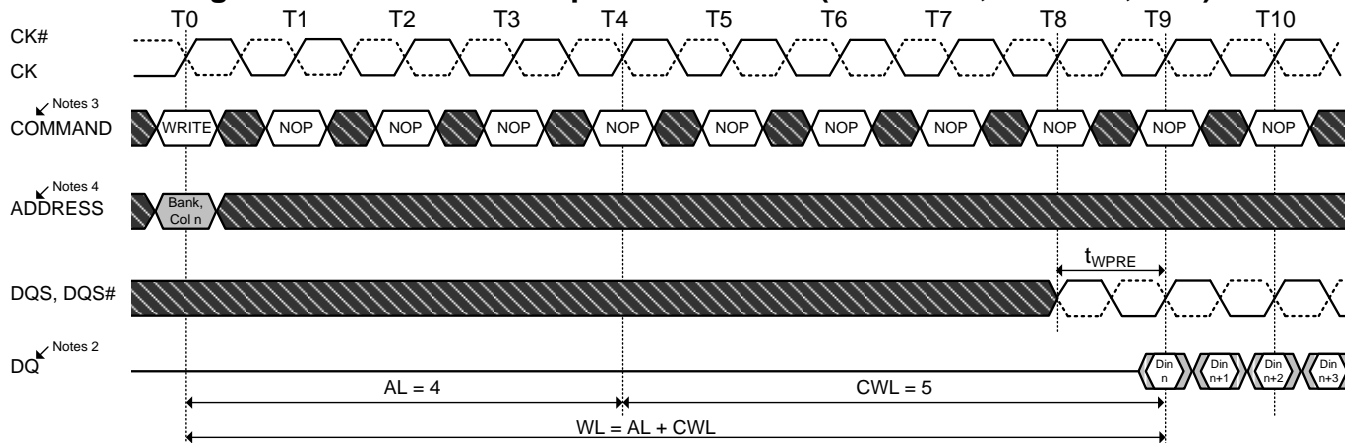 T0 T1 T2 T3 T4 T5 T6 T7 T8 T9 T10
CK#
CK
Notes 3
COMMAND WRITE NOP NOP NOP NOP NOP NOP NOP NOP NOP NOP
Notes 4
ADDRESS
Bank,
Col n
tWPRE
DQS, DQS#
Notes 2
DQ
Din
n
Din
n+1
Din
n+2
Din
n+3
AL = 4 CWL = 5
WL = AL + CWL